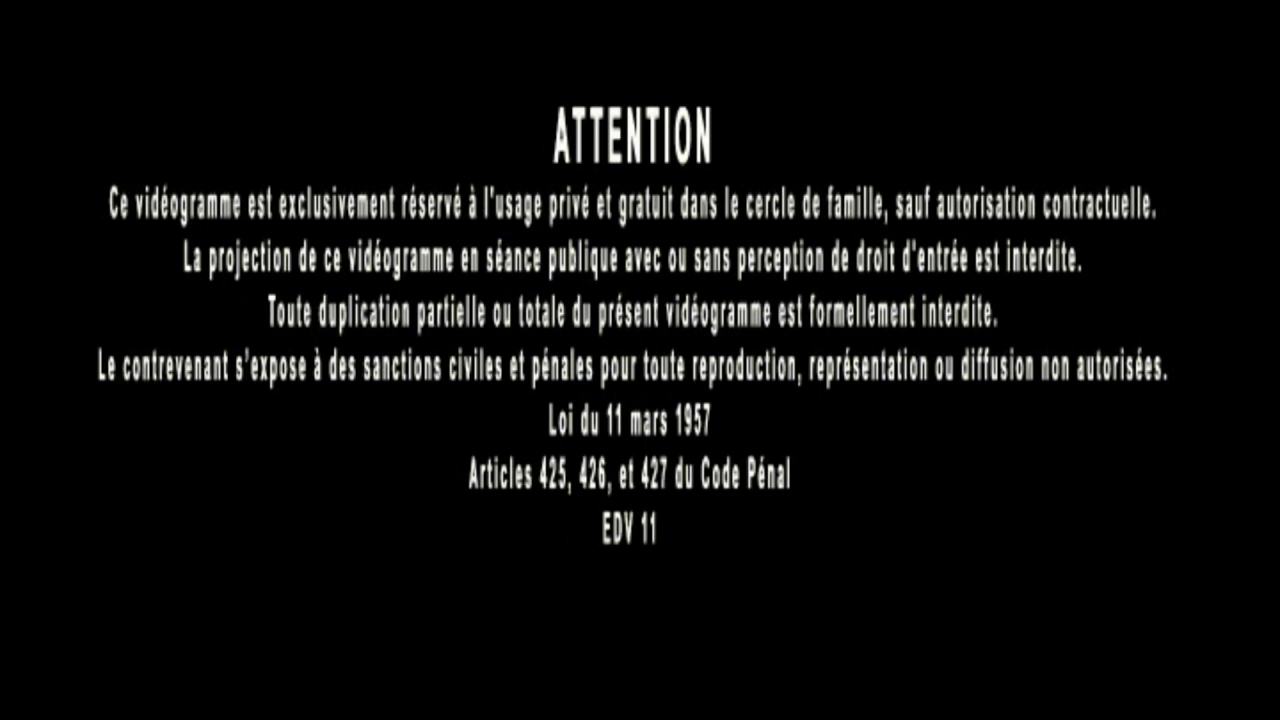 ATTENTION
Ce vidéogramme est exclusivement réservé à l'usage privé et gratuit dans le cercle de famille, sauf autorisation contractuelle.
La projection de ce vidéogramme en séance publique avec ou sans perception de droit d'entrée est interdite.
Toute duplication partielle ou totale du présent vidéogramme est formellement interdite.
Le contrevenant s'expose à des sanctions civiles et pénales pour toute reproduction, représentation ou diffusion non autorisées.
Loi du 11 mars 1957
Articles 425, 426, et 427 du Code Pénal
EDV 11